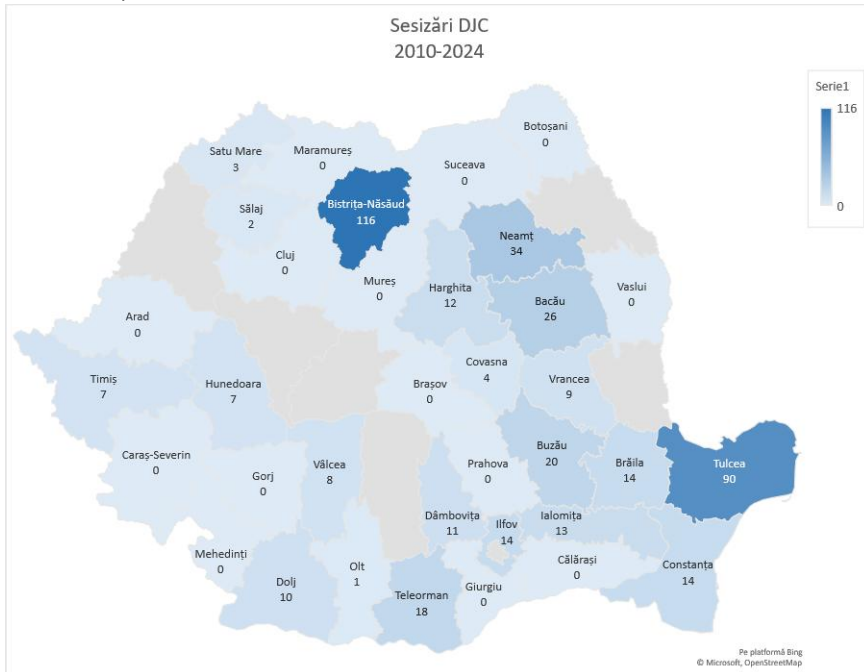 Sesizări DJC
2010-2024
Serie1
116
0
Botoșani
0
Satu Mare
3
Maramureș
0
Suceava
0
Bistrița-Năsăud
116
Sălaj
2
Neamț
34
Cluj
0
Mureș
0
Harghita
12
Vaslui
0
Bacău
26
Arad
0
Timiș
7
Hunedoara
7
Brașov
0
Covasna
4
Vrancea
9
Caraș-Severin
0
Gorj
0
Vâlcea
8
Prahova
0
Buzău
20
Brăila
14
Tulcea
90
Dâmbovița
11
Ilfov
14
Ialomița
13
Mehedinți
0
Dolj
10
Olt
1
Teleorman
18
Giurgiu
0
Călărași
0
Constanța
14
Pe platformă Bing
© Microsoft, OpenStreetMap